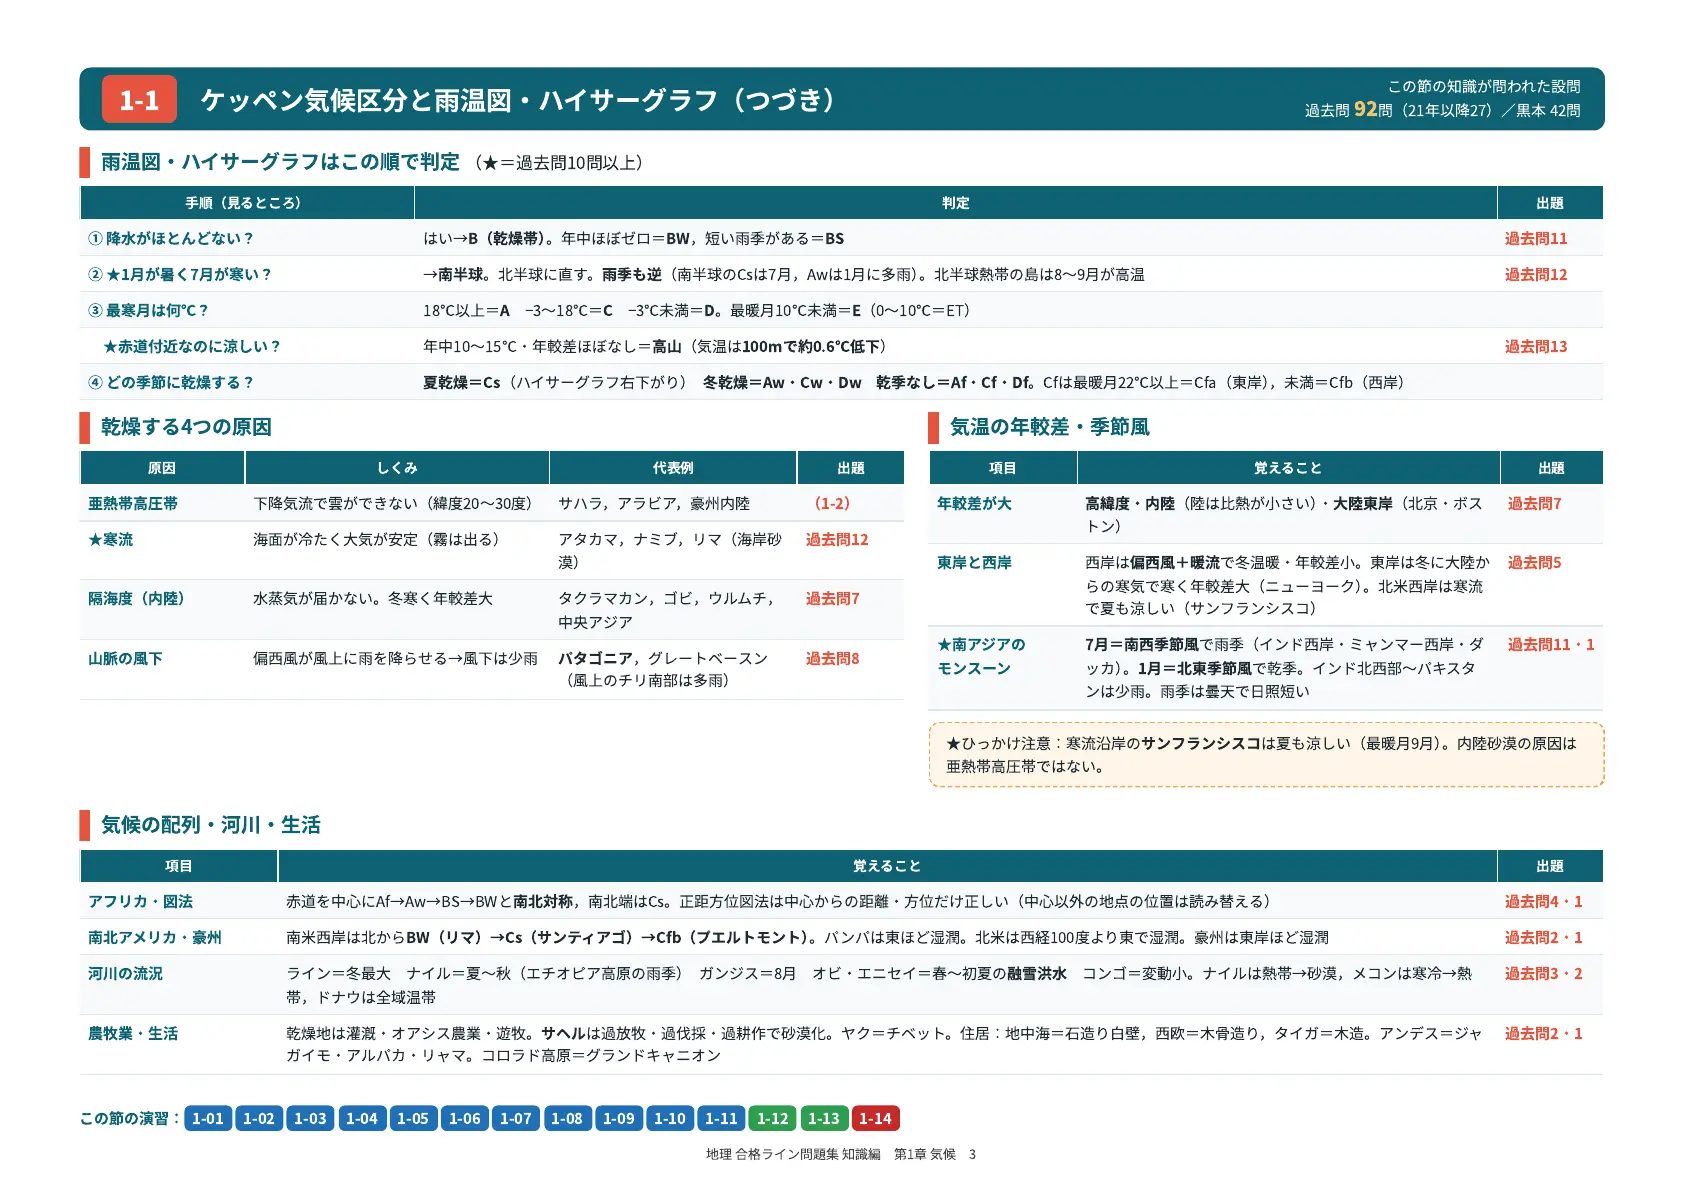 1-1 ケッペン気候区分と雨温図・ハイサーグラフ（つづき）
この節の知識が問われた設問
過去問 92問（21年以降27）／黒本 42問
雨温図・ハイサーグラフはこの順で判定（★＝過去問10問以上）
手順（見るところ） 判定 出題
① 降水がほとんどない？ はい→B（乾燥帯）。年中ほぼゼロ＝BW，短い雨季がある＝BS 過去問11
② ★1月が暑く7月が寒い？ →南半球。北半球に直す。雨季も逆（南半球のCsは7月，Awは1月に多雨）。北半球熱帯の島は8〜9月が高温 過去問12
③ 最寒月は何℃？ 18℃以上＝A　−3〜18℃＝C　−3℃未満＝D。最暖月10℃未満＝E（0〜10℃＝ET）
★赤道付近なのに涼しい？ 年中10〜15℃・年較差ほぼなし＝高山（気温は100mで約0.6℃低下） 過去問13
④ どの季節に乾燥する？ 夏乾燥＝Cs（ハイサーグラフ右下がり）　冬乾燥＝Aw・Cw・Dw　乾季なし＝Af・Cf・Df。Cfは最暖月22℃以上＝Cfa（東岸），未満＝Cfb（西岸）
乾燥する4つの原因
原因 しくみ 代表例 出題
亜熱帯高圧帯 下降気流で雲ができない（緯度20〜30度） サハラ，アラビア，豪州内陸 （1-2）
★寒流 海面が冷たく大気が安定（霧は出る） アタカマ，ナミブ，リマ（海岸砂 過去問12
漠）
隔海度（内陸） 水蒸気が届かない。冬寒く年較差大 タクラマカン，ゴビ，ウルムチ， 過去問7
中央アジア
山脈の風下 偏西風が風上に雨を降らせる→風下は少雨 パタゴニア，グレートベースン 過去問8
（風上のチリ南部は多雨）
気温の年較差・季節風
項目 覚えること 出題
年較差が大 高緯度・内陸（陸は比熱が小さい）・大陸東岸（北京・ボス 過去問7
トン）
東岸と西岸 西岸は偏西風＋暖流で冬温暖・年較差小。東岸は冬に大陸か 過去問5
らの寒気で寒く年較差大（ニューヨーク）。北米西岸は寒流
で夏も涼しい（サンフランシスコ）
★南アジアの 7月＝南西季節風で雨季（インド西岸・ミャンマー西岸・ダ 過去問11・1
モンスーン ッカ）。1月＝北東季節風で乾季。インド北西部〜パキスタ
ンは少雨。雨季は曇天で日照短い
★ひっかけ注意：寒流沿岸のサンフランシスコは夏も涼しい（最暖月9月）。内陸砂漠の原因は
亜熱帯高圧帯ではない。
気候の配列・河川・生活
項目 覚えること 出題
アフリカ・図法 赤道を中心にAf→Aw→BS→BWと南北対称，南北端はCs。正距方位図法は中心からの距離・方位だけ正しい（中心以外の地点の位置は読み替える） 過去問4・1
南北アメリカ・豪州 南米西岸は北からBW（リマ）→Cs（サンティアゴ）→Cfb（プエルトモント）。パンパは東ほど湿潤。北米は西経100度より東で湿潤。豪州は東岸ほど湿潤 過去問2・1
河川の流況 ライン＝冬最大　ナイル＝夏〜秋（エチオピア高原の雨季）　ガンジス＝8月　オビ・エニセイ＝春〜初夏の融雪洪水　コンゴ＝変動小。ナイルは熱帯→砂漠，メコンは寒冷→熱 過去問3・2
帯，ドナウは全域温帯
農牧業・生活 乾燥地は灌漑・オアシス農業・遊牧。サヘルは過放牧・過伐採・過耕作で砂漠化。ヤク＝チベット。住居：地中海＝石造り白壁，西欧＝木骨造り，タイガ＝木造。アンデス＝ジャ 過去問2・1
ガイモ・アルパカ・リャマ。コロラド高原＝グランドキャニオン
この節の演習： 1-01 1-02 1-03 1-04 1-05 1-06 1-07 1-08 1-09 1-10 1-11 1-12 1-13 1-14
地理 合格ライン問題集 知識編　第1章 気候　3